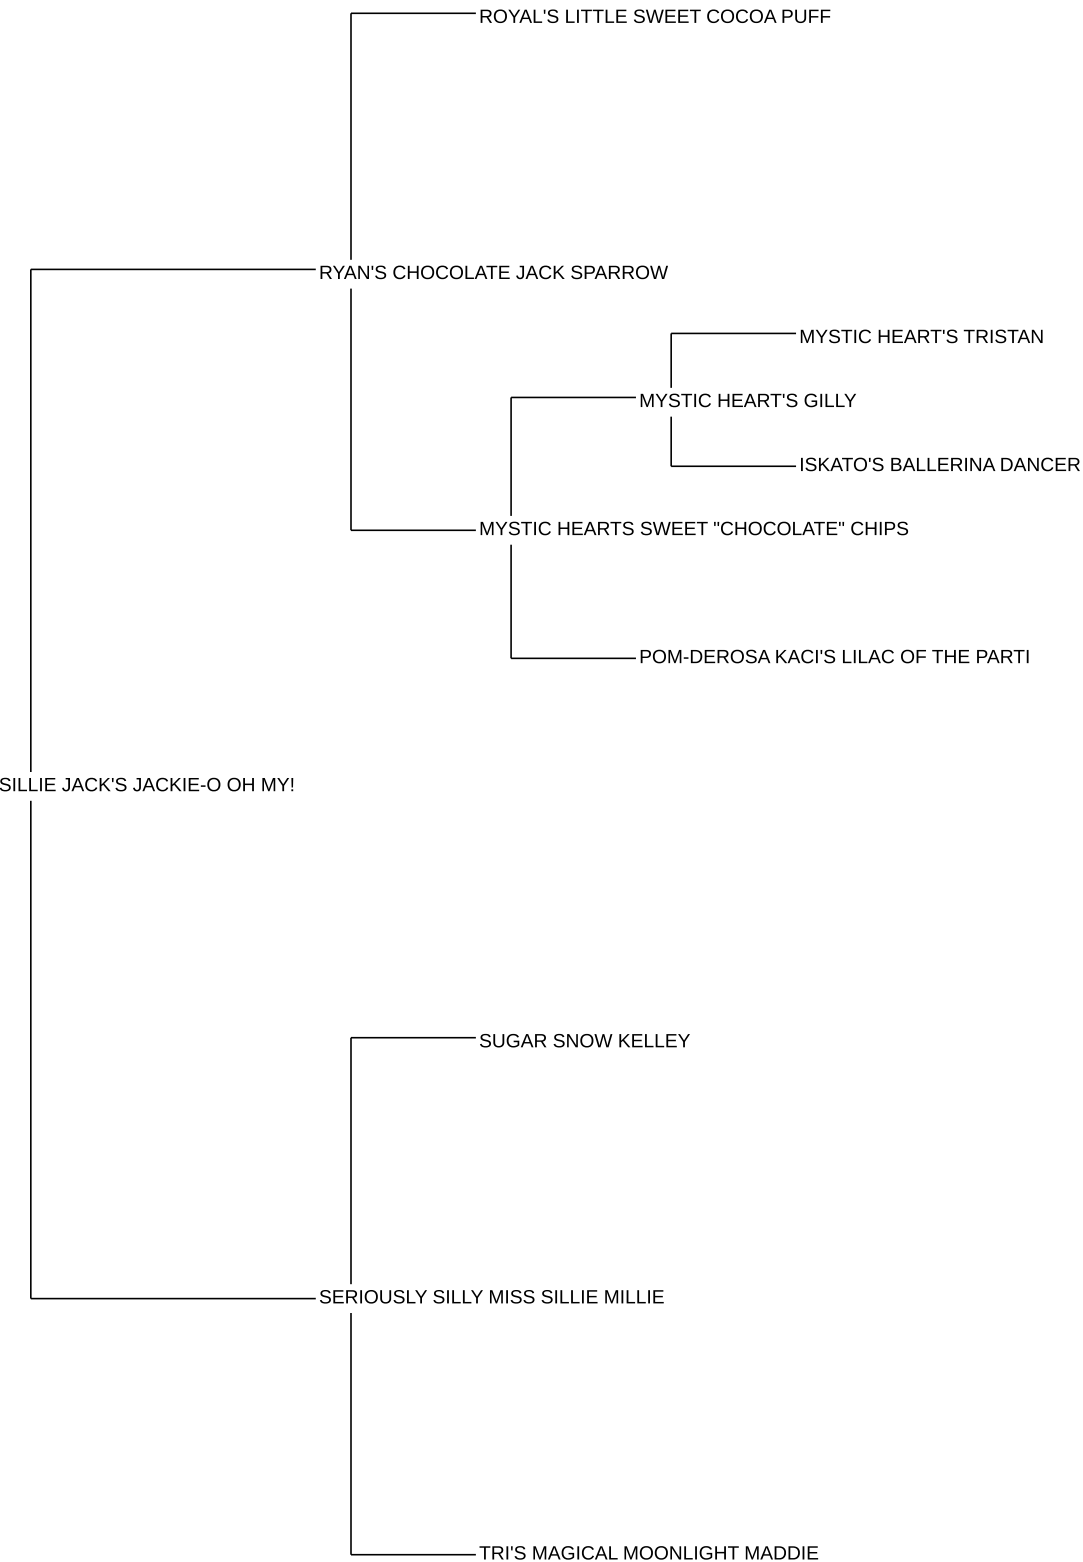 ROYAL'S LITTLE SWEET COCOA PUFF
RYAN'S CHOCOLATE JACK SPARROW
MYSTIC HEART'S TRISTAN
MYSTIC HEART'S GILLY
ISKATO'S BALLERINA DANCER
MYSTIC HEARTS SWEET "CHOCOLATE" CHIPS
POM-DEROSA KACI'S LILAC OF THE PARTI
SILLIE JACK'S JACKIE-O OH MY!
SUGAR SNOW KELLEY
SERIOUSLY SILLY MISS SILLIE MILLIE
TRI'S MAGICAL MOONLIGHT MADDIE